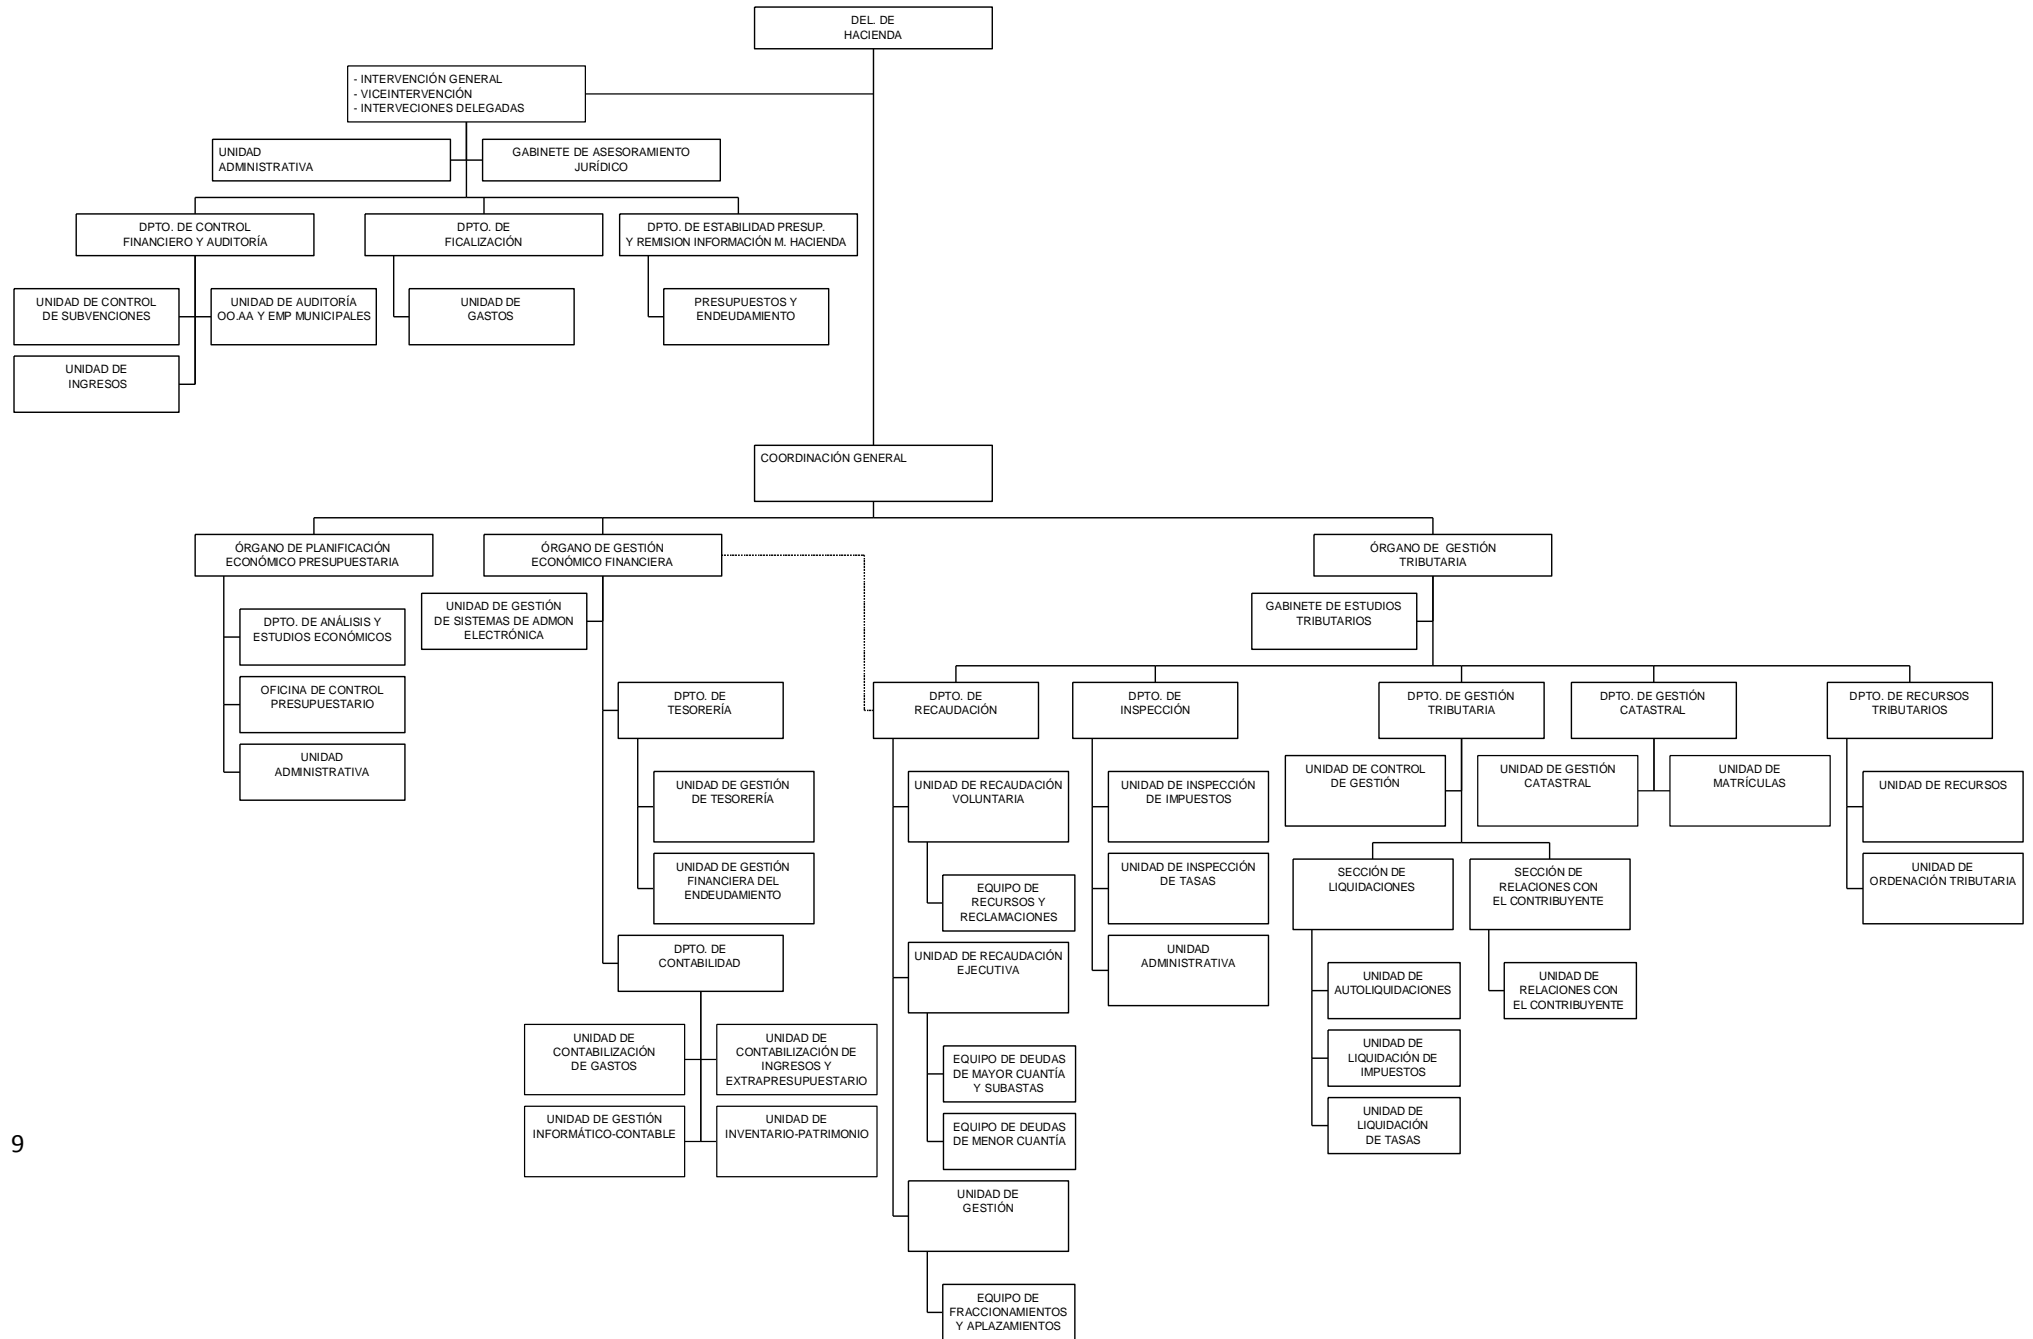 DEL. DE
HACIENDA
- INTERVENCIÓN GENERAL
- VICEINTERVENCIÓN
- INTERVECIONES DELEGADAS
UNIDAD
ADMINISTRATIVA
GABINETE DE ASESORAMIENTO
JURÍDICO
DPTO. DE CONTROL
FINANCIERO Y AUDITORÍA
DPTO. DE
FICALIZACIÓN
DPTO. DE ESTABILIDAD PRESUP.
Y REMISION INFORMACIÓN M. HACIENDA
UNIDAD DE CONTROL
DE SUBVENCIONES
UNIDAD DE AUDITORÍA
OO.AA Y EMP MUNICIPALES
UNIDAD DE
GASTOS
PRESUPUESTOS Y
ENDEUDAMIENTO
UNIDAD DE
INGRESOS
COORDINACIÓN GENERAL
ÓRGANO DE PLANIFICACIÓN
ECONÓMICO PRESUPUESTARIA
ÓRGANO DE GESTIÓN
ECONÓMICO FINANCIERA
ÓRGANO DE GESTIÓN
TRIBUTARIA
DPTO. DE ANÁLISIS Y
ESTUDIOS ECONÓMICOS
OFICINA DE CONTROL
PRESUPUESTARIO
UNIDAD
ADMINISTRATIVA
UNIDAD DE GESTIÓN
DE SISTEMAS DE ADMON
ELECTRÓNICA
GABINETE DE ESTUDIOS
TRIBUTARIOS
DPTO. DE
TESORERÍA
UNIDAD DE GESTIÓN
DE TESORERÍA
UNIDAD DE GESTIÓN
FINANCIERA DEL
ENDEUDAMIENTO
DPTO. DE
CONTABILIDAD
UNIDAD DE
CONTABILIZACIÓN
DE GASTOS
UNIDAD DE
CONTABILIZACIÓN DE
INGRESOS Y
EXTRAPRESUPUESTARIO
UNIDAD DE GESTIÓN
INFORMÁTICO-CONTABLE
UNIDAD DE
INVENTARIO-PATRIMONIO
DPTO. DE
RECAUDACIÓN
UNIDAD DE RECAUDACIÓN
VOLUNTARIA
EQUIPO DE
RECURSOS Y
RECLAMACIONES
UNIDAD DE RECAUDACIÓN
EJECUTIVA
EQUIPO DE DEUDAS
DE MAYOR CUANTÍA
Y SUBASTAS
EQUIPO DE DEUDAS
DE MENOR CUANTÍA
UNIDAD DE
GESTIÓN
EQUIPO DE
FRACCIONAMIENTOS
Y APLAZAMIENTOS
DPTO. DE
INSPECCIÓN
UNIDAD DE INSPECCIÓN
DE IMPUESTOS
UNIDAD DE INSPECCIÓN
DE TASAS
UNIDAD
ADMINISTRATIVA
DPTO. DE GESTIÓN
TRIBUTARIA
UNIDAD DE CONTROL
DE GESTIÓN
SECCIÓN DE
LIQUIDACIONES
UNIDAD DE
AUTOLIQUIDACIONES
UNIDAD DE
LIQUIDACIÓN DE
IMPUESTOS
UNIDAD DE
LIQUIDACIÓN
DE TASAS
SECCIÓN DE
RELACIONES CON
EL CONTRIBUYENTE
UNIDAD DE
RELACIONES CON
EL CONTRIBUYENTE
DPTO. DE GESTIÓN
CATASTRAL
UNIDAD DE GESTIÓN
CATASTRAL
UNIDAD DE
MATRÍCULAS
DPTO. DE RECURSOS
TRIBUTARIOS
UNIDAD DE RECURSOS
UNIDAD DE
ORDENACIÓN TRIBUTARIA
9